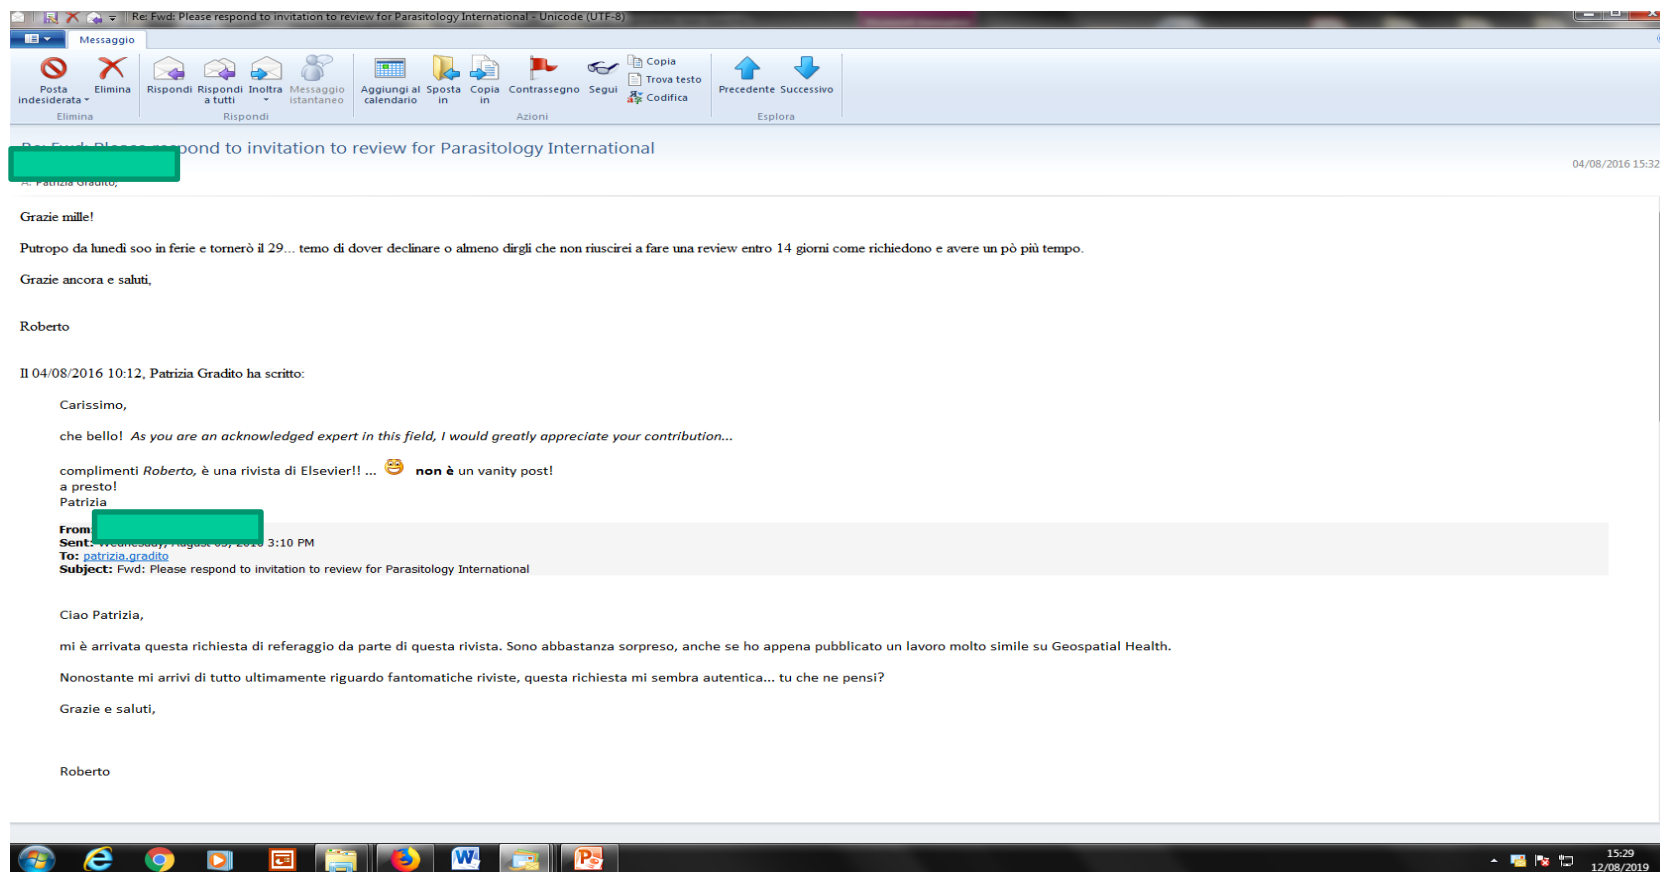 Re: Fwd: Please respond to invitation to review for Parasitology International - Unicode (UTF-8)
Messaggio
Posta indesiderata
Elimina
Rispondi
Rispondi a tutti
Inoltra
Messaggio istantaneo
Aggiungi al calendario
Sposta in
Copia in
Contrassegno
Segui
Copia
Trova testo
Codifica
Precedente
Successivo
Elimina
Rispondi
Azioni
Esplora
respond to invitation to review for Parasitology International
04/08/2016 15:32
A: Patrizia Gradito;
Grazie mille!
Putropo da lunedì soo in ferie e tornerò il 29... temo di dover declinare o almeno dirgli che non riuscirei a fare una review entro 14 giorni come richiedono e avere un pò più tempo.
Grazie ancora e saluti,
Roberto
Il 04/08/2016 10:12, Patrizia Gradito ha scritto:
Carissimo,
che bello! As you are an acknowledged expert in this field, I would greatly appreciate your contribution...
complimenti Roberto, è una rivista di Elsevier!! ... non è un vanity post!
a presto!
Patrizia
From:
Sent: Wednesday, August 03, 2016 3:10 PM
To: patrizia.gradito
Subject: Fwd: Please respond to invitation to review for Parasitology International
Ciao Patrizia,
mi è arrivata questa richiesta di referaggio da parte di questa rivista. Sono abbastanza sorpreso, anche se ho appena pubblicato un lavoro molto simile su Geospatial Health.
Nonostante mi arrivi di tutto ultimamente riguardo fantomatiche riviste, questa richiesta mi sembra autentica... tu che ne pensi?
Grazie e saluti,
Roberto
15:29
12/08/2019